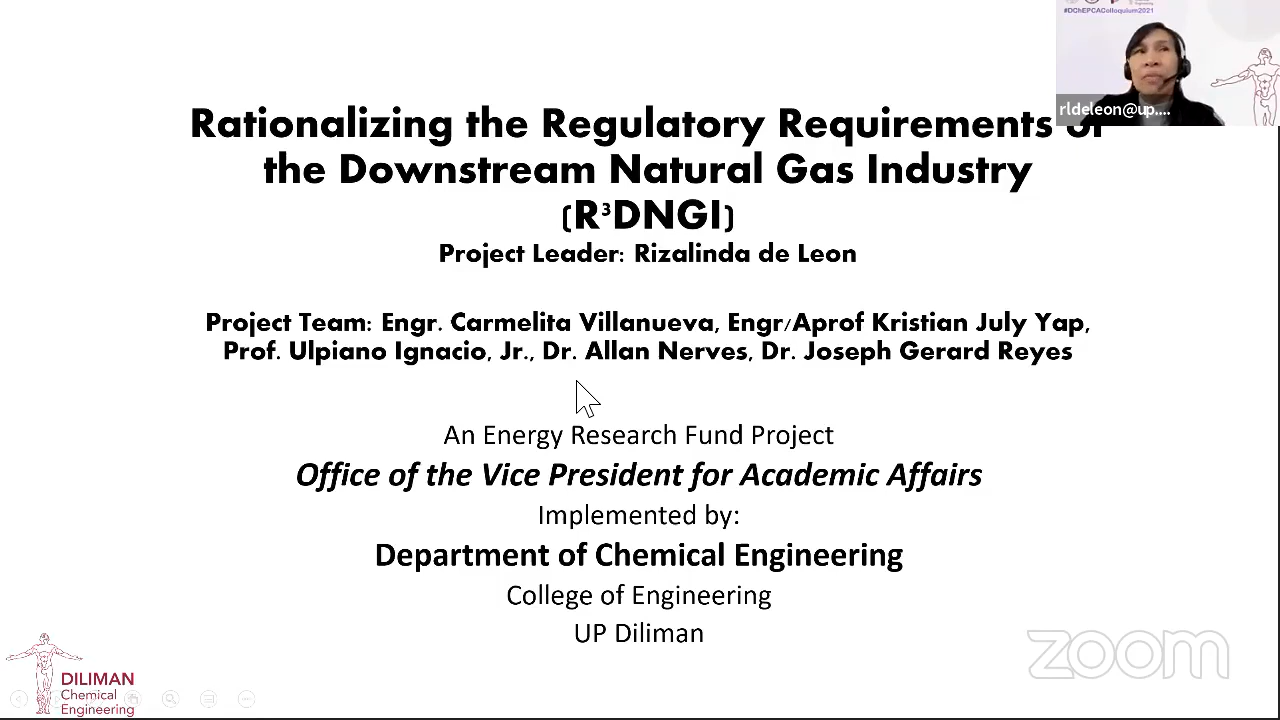 #DChEPCAColloquium2021
rldeleon@up....
Rationalizing the Regulatory Requirements of
the Downstream Natural Gas Industry
(R³DNGI)
Project Leader: Rizalinda de Leon
Project Team: Engr. Carmelita Villanueva, Engr/Aprof Kristian July Yap,
Prof. Ulpiano Ignacio, Jr., Dr. Allan Nerves, Dr. Joseph Gerard Reyes
An Energy Research Fund Project
Office of the Vice President for Academic Affairs
Implemented by:
Department of Chemical Engineering
College of Engineering
UP Diliman
zoom
DILIMAN
Chemical
Engineering